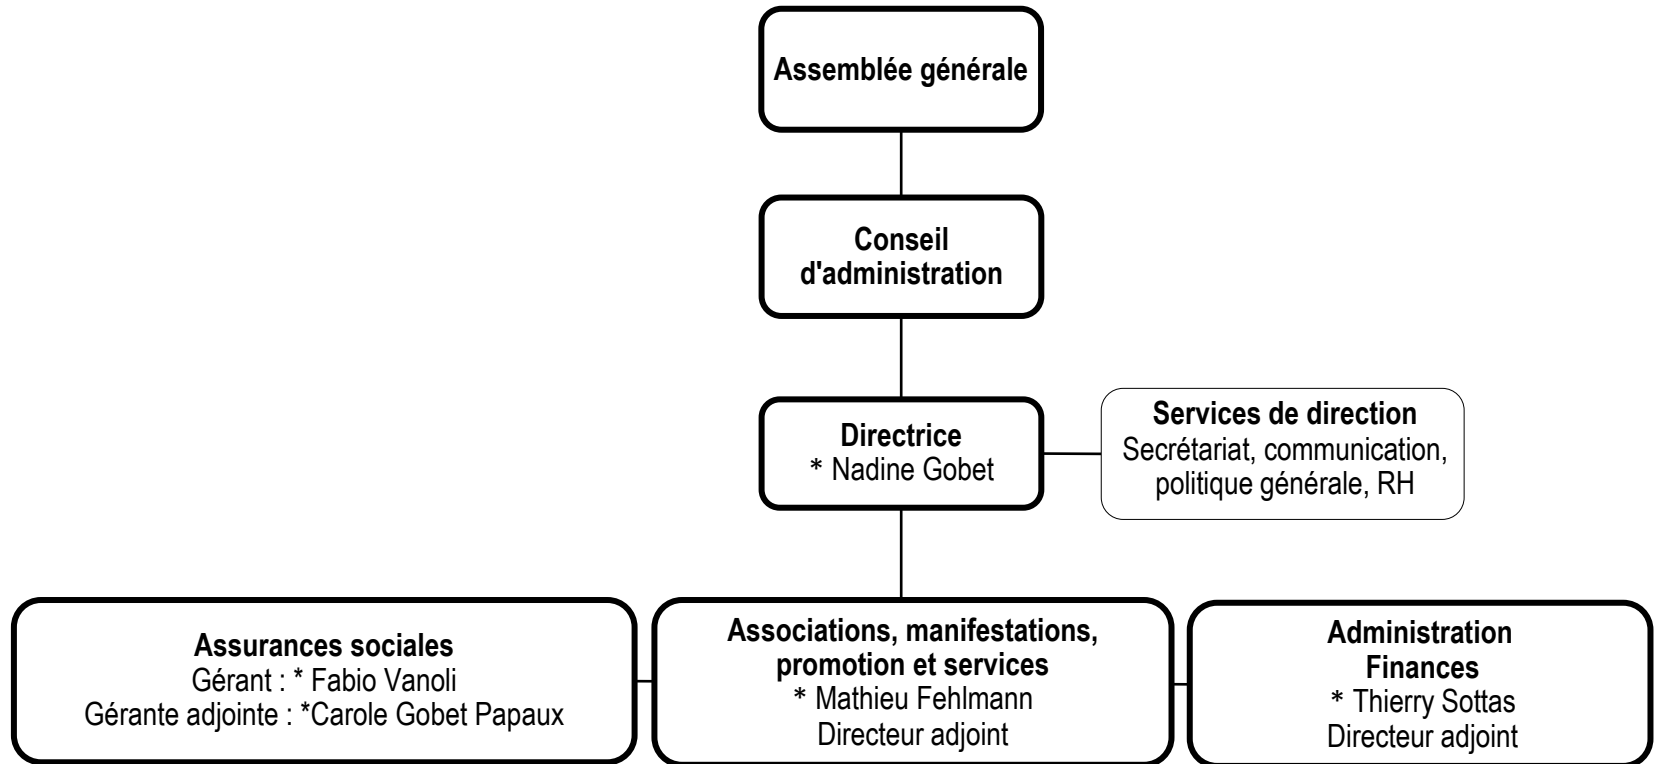 Assemblée générale
Conseil
d'administration
Directrice
* Nadine Gobet
Services de direction
Secrétariat, communication,
politique générale, RH
Assurances sociales
Gérant : * Fabio Vanoli
Gérante adjointe : *Carole Gobet Papaux
Associations, manifestations,
promotion et services
* Mathieu Fehlmann
Directeur adjoint
Administration
Finances
* Thierry Sottas
Directeur adjoint